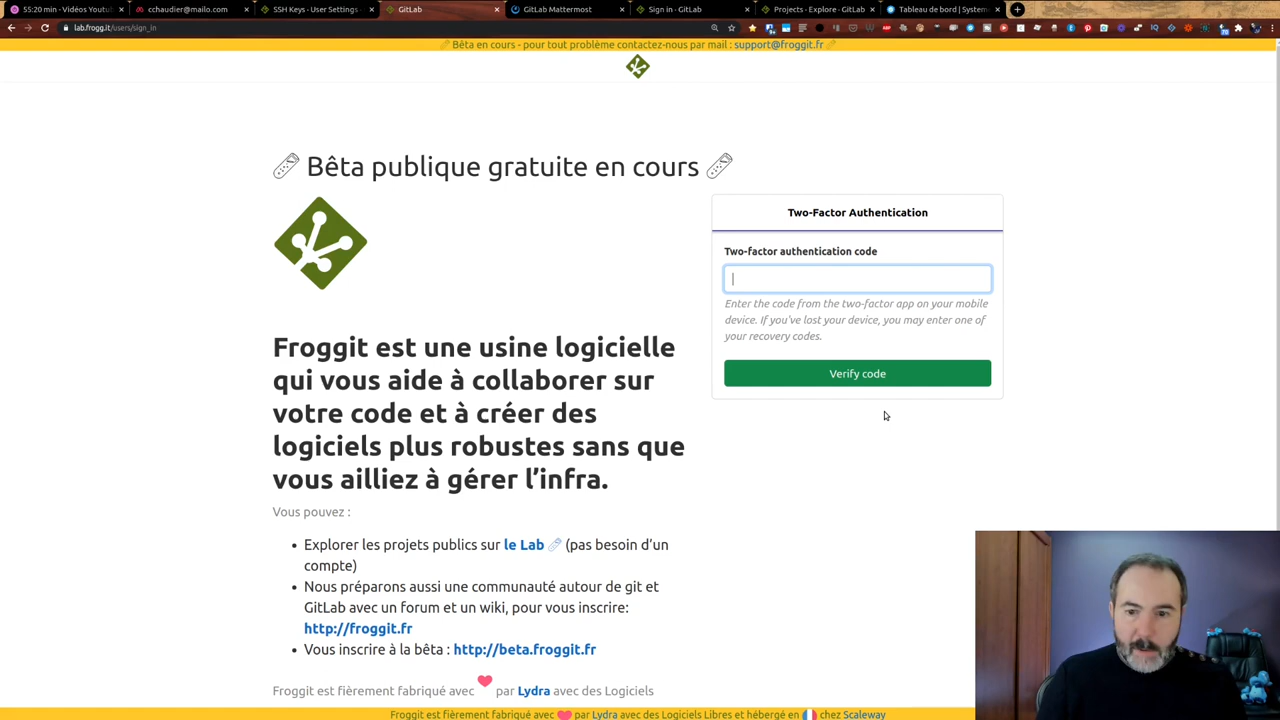 55:20 min - Vidéos Youtub
cchaudier@mailo.com
SSH Keys - User Settings
GitLab
GitLab Mattermost
Sign in · GitLab
Projects · Explore · GitLab
Tableau de bord | System
lab.frogg.it/users/sign_in
Bêta en cours - pour tout problème contactez-nous par mail : support@froggit.fr
Bêta publique gratuite en cours
Two-Factor Authentication
Two-factor authentication code
Enter the code from the two-factor app on your mobile
device. If you've lost your device, you may enter one of
your recovery codes.
Verify code
Froggit est une usine logicielle
qui vous aide à collaborer sur
votre code et à créer des
logiciels plus robustes sans que
vous ailliez à gérer l’infra.
Vous pouvez :
• Explorer les projets publics sur le Lab (pas besoin d’un
compte)
• Nous préparons aussi une communauté autour de git et
GitLab avec un forum et un wiki, pour vous inscrire:
http://froggit.fr
• Vous inscrire à la bêta : http://beta.froggit.fr
Froggit est fièrement fabriqué avec par Lydra avec des Logiciels
Froggit est fièrement fabriqué avec par Lydra avec des Logiciels Libres et hébergé en chez Scaleway